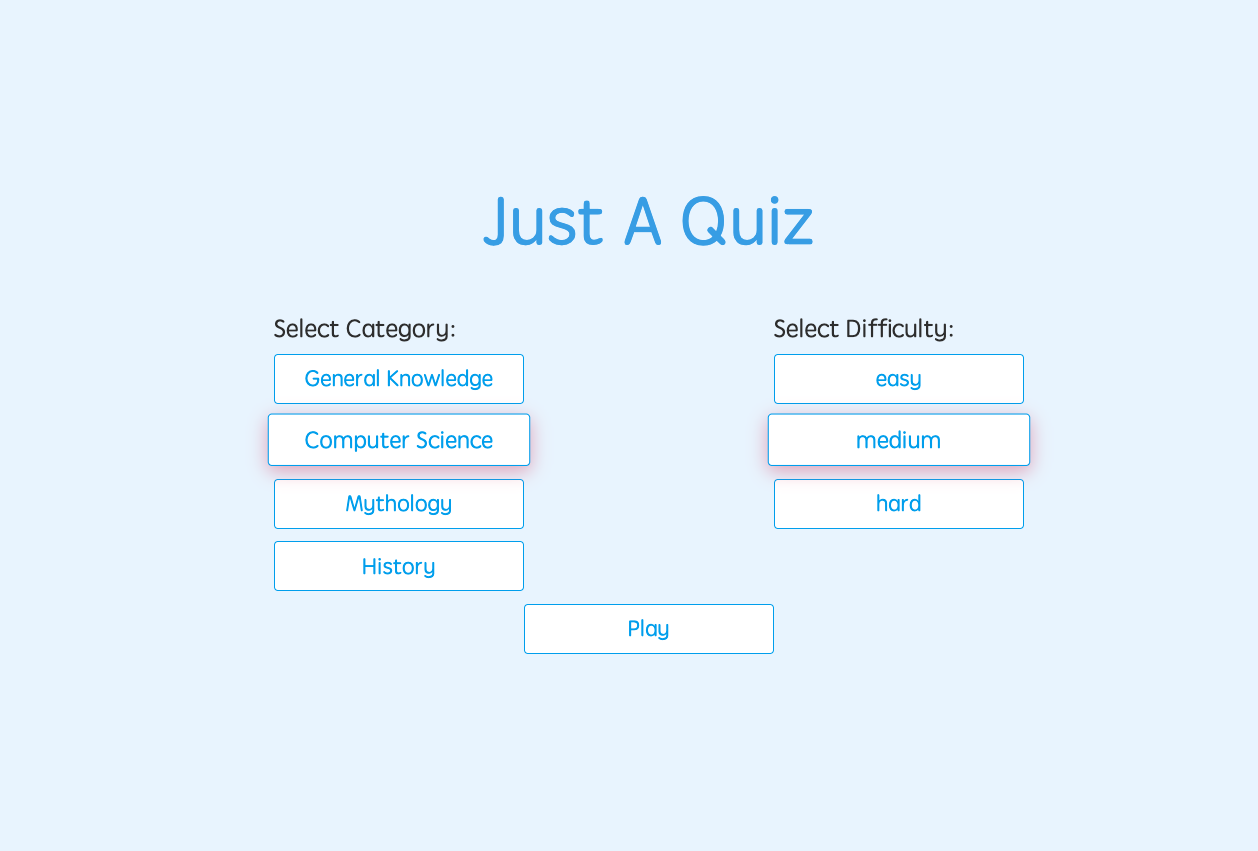 Just A Quiz
Select Category:
General Knowledge
Computer Science
Mythology
History
Select Difficulty:
easy
medium
hard
Play